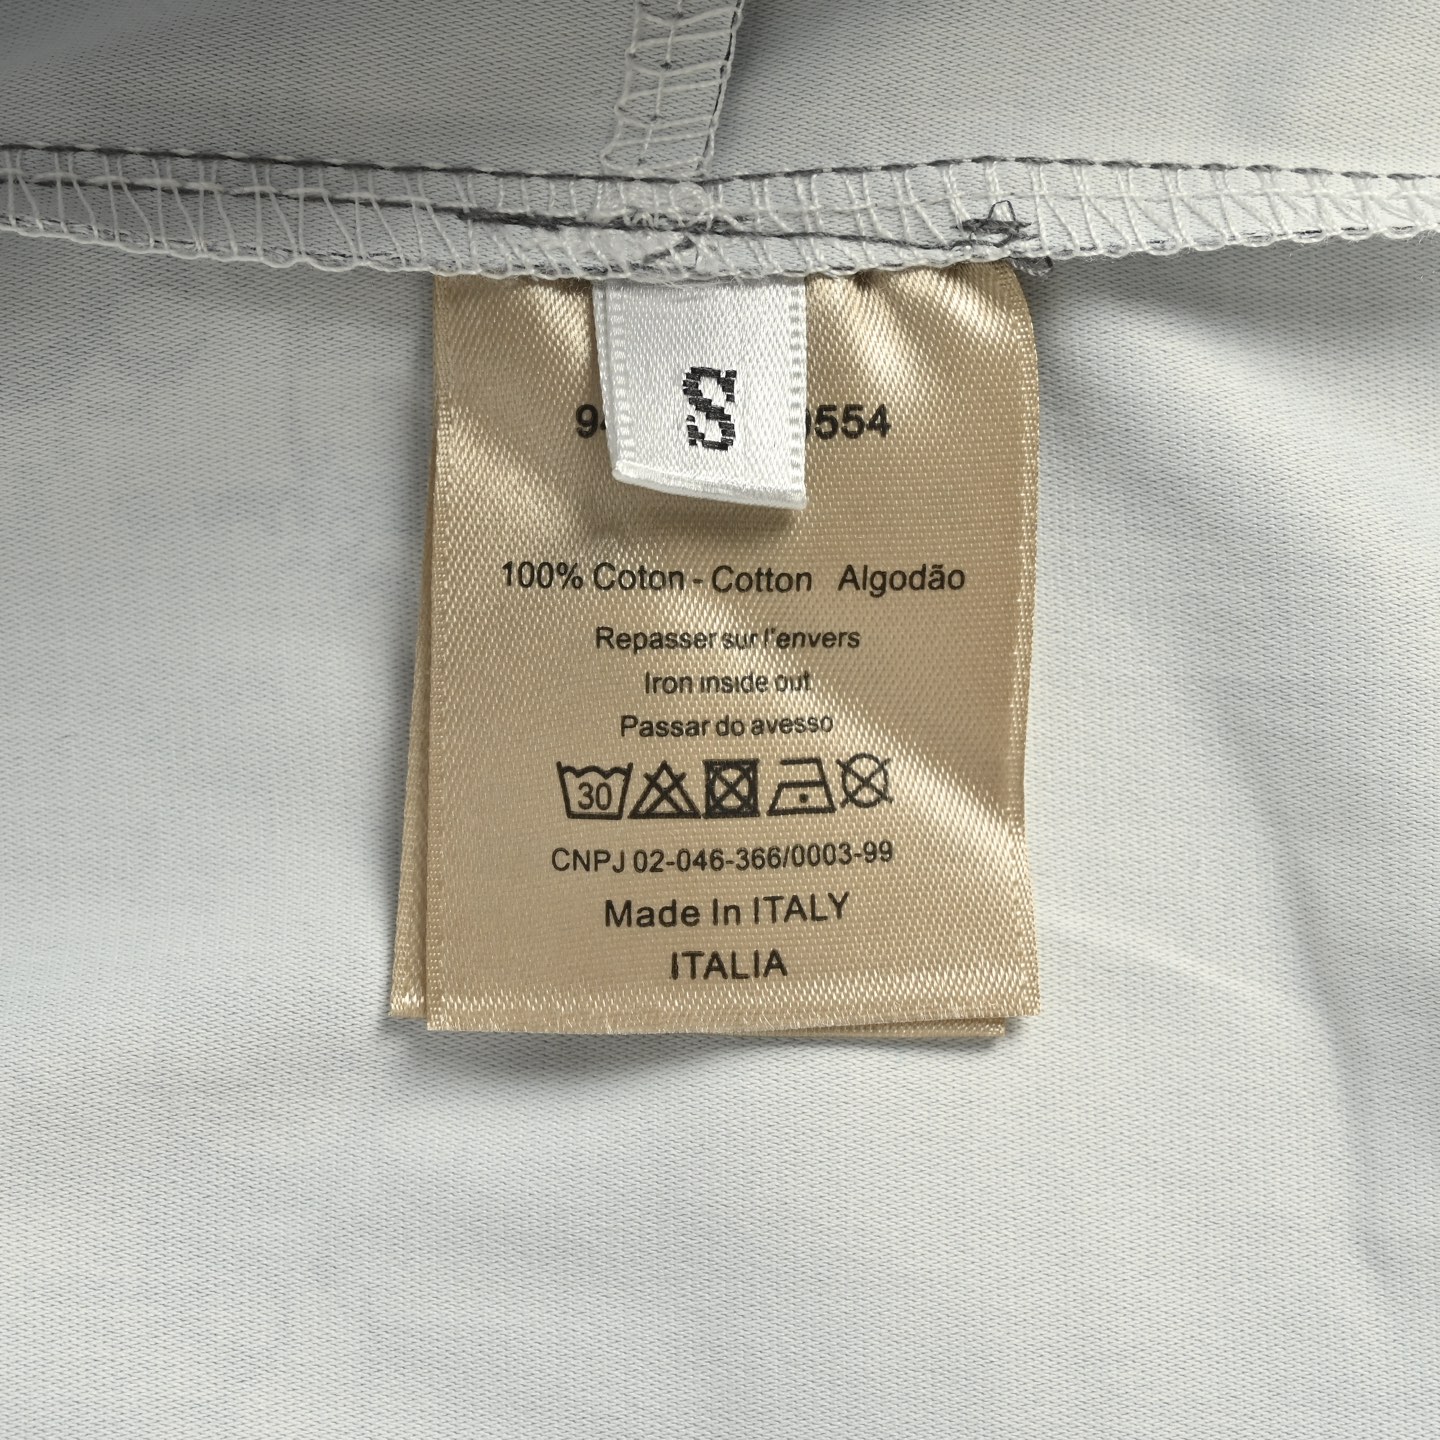 S
554
100% Coton - Cotton Algodão
Repasser sur l'envers
Iron inside out
Passar do avesso
30
CNPJ 02-046-366/0003-99
Made In ITALY
ITALIA